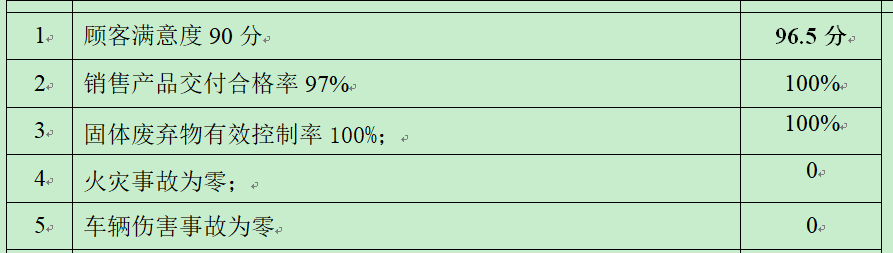 1 顾客满意度 90 分 96.5 分
2 销售产品交付合格率 97% 100%
3 固体废弃物有效控制率 100%； 100%
4 火灾事故为零； 0
5 车辆伤害事故为零 0